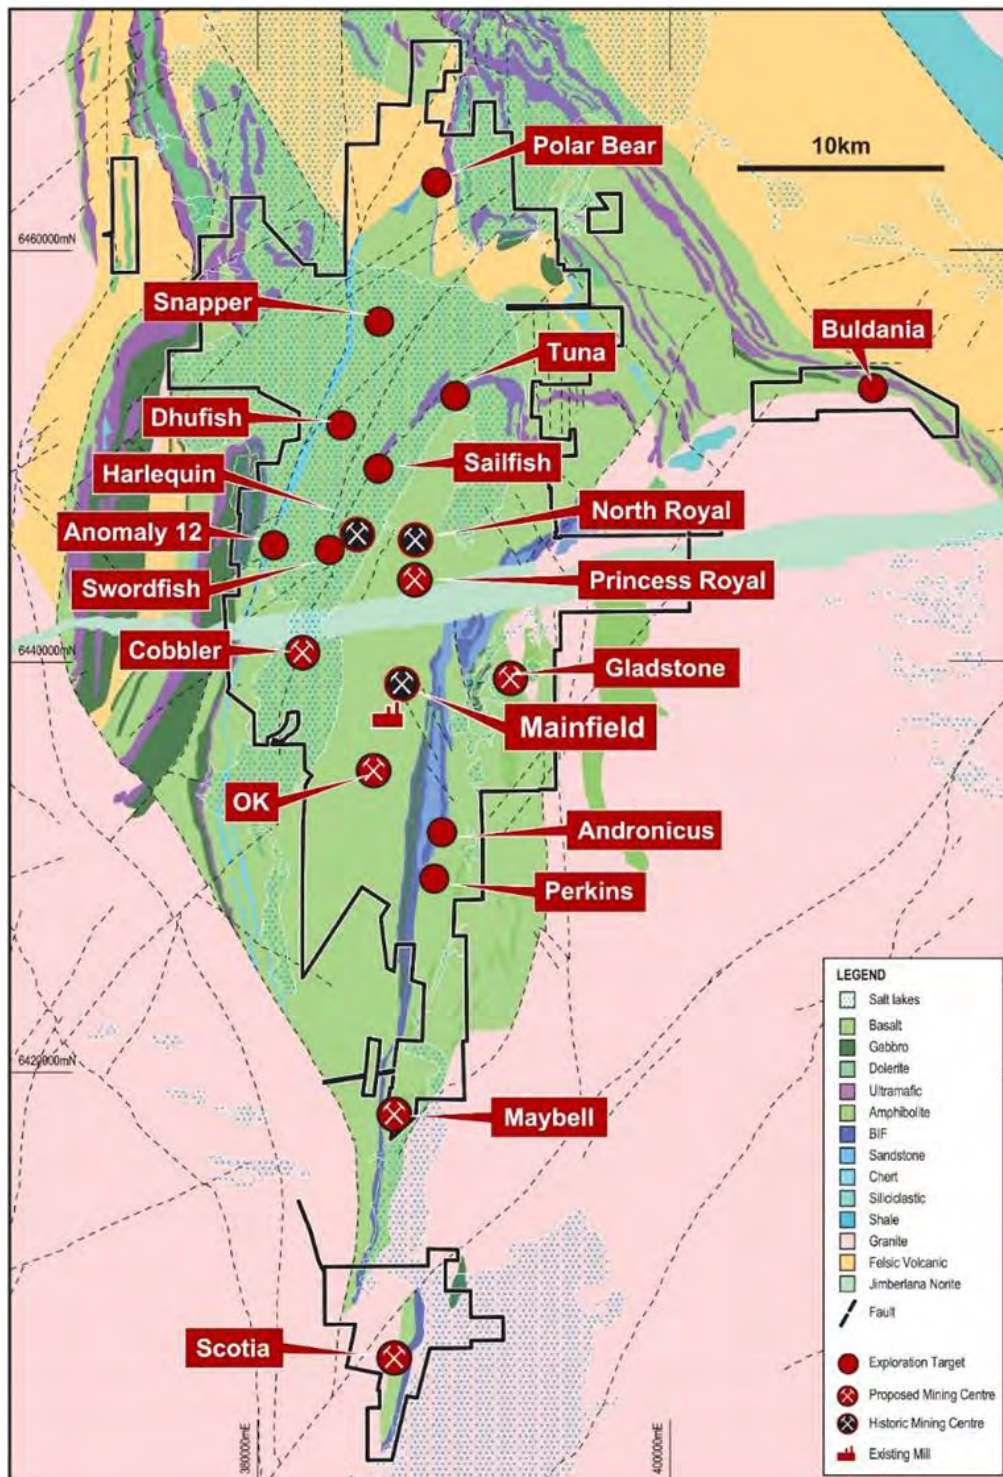 Polar Bear
10km
6460000mN
Snapper
Buldania
Tuna
Dhufish
Harlequin
Sailfish
Anomaly 12
North Royal
Swordfish
Princess Royal
Cobbler
6440000mN
Gladstone
Mainfield
OK
Andronicus
Perkins
6420000mN
Maybell
Scotia
380000mE
400000mE
LEGEND
Salt lakes
Basalt
Gabbro
Dolerite
Ultramafic
Amphibolite
BIF
Sandstone
Chert
Siliciclastic
Shale
Granite
Felsic Volcanic
Jimberlana Norite
Fault
Exploration Target
Proposed Mining Centre
Historic Mining Centre
Existing Mill